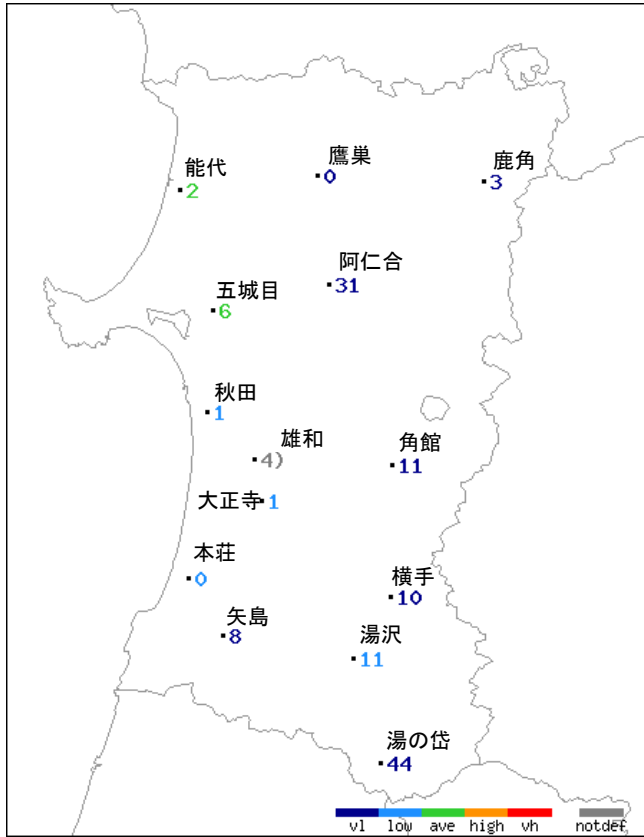 鷹巣
0
鹿角
3
能代
2
阿仁合
31
五城目
6
秋田
1
雄和
4)
角館
11
大正寺 1
本荘
0
横手
10
矢島
8
湯沢
11
湯の岱
44
vl low ave high vh notdef